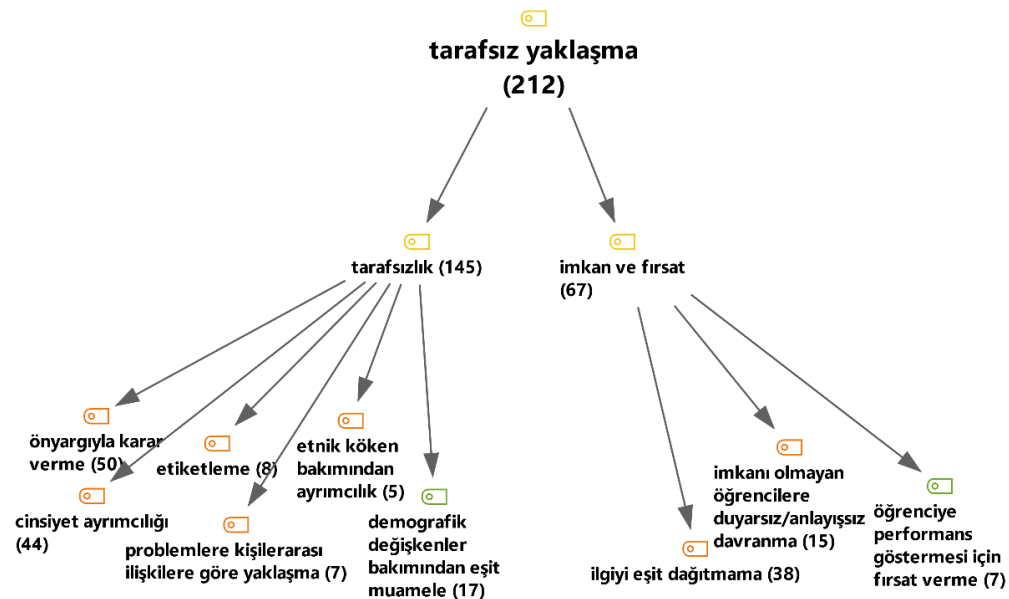 tarafsız yaklaşma
(212)
tarafsızlık (145)
imkan ve fırsat
(67)
önyargıyla karar
verme (50)
etiketleme (8)
etnik köken
bakımından
ayrımcılık (5)
cinsiyet ayrımcılığı
(44)
problemlere kişilerarası
ilişkilere göre yaklaşma (7)
demografik
değişkenler
bakımından eşit
muamele (17)
imkanı olmayan
öğrencilere
duyarsız/anlayışsız
davranma (15)
ilgiyi eşit dağıtmama (38)
öğrenciye
performans
göstermesi için
fırsat verme (7)